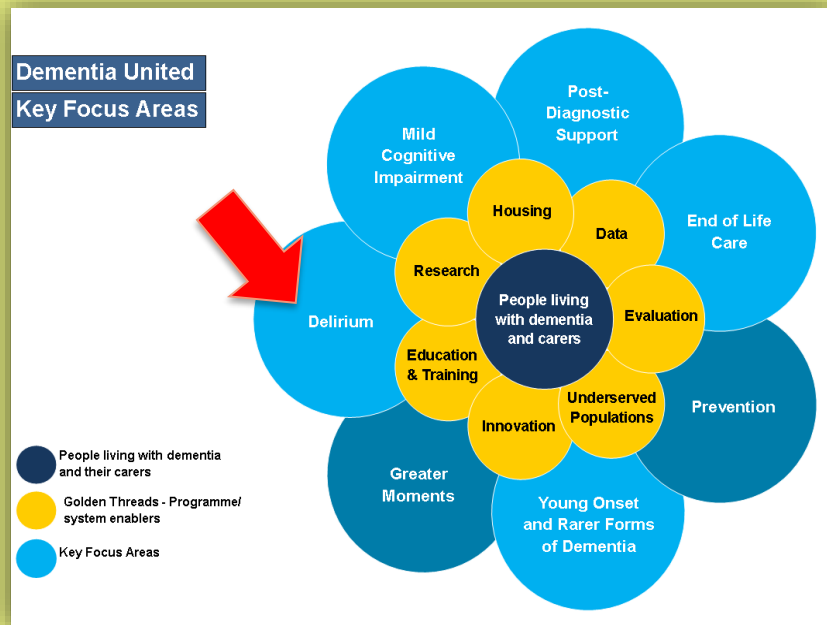 Dementia United
Key Focus Areas
Post-
Diagnostic
Support
Mild
Cognitive
Impairment
Housing
Data
End of Life
Care
Research
People living
with dementia
and carers
Evaluation
Delirium
Education
& Training
Underserved
Populations
Prevention
Innovation
Greater
Moments
Young Onset
and Rarer Forms
of Dementia
People living with dementia
and their carers
Golden Threads - Programme/
system enablers
Key Focus Areas